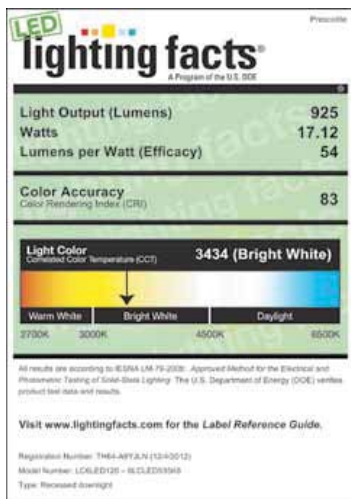 Prescolite
LED
lighting facts®
A Program of the U.S. DOE
Light Output (Lumens) 925
Watts 17.12
Lumens per Watt (Efficacy) 54
Color Accuracy 83
Color Rendering Index (CRI)
Light Color 3434 (Bright White)
Correlated Color Temperature (CCT)
Warm White Bright White Daylight
2700K 3000K 4500K 6500K
All results are according to IESNA LM-79-2008: Approved Method for the Electrical and
Photometric Testing of Solid-State Lighting. The U.S. Department of Energy (DOE) verifies
product test data and results.
Visit www.lightingfacts.com for the Label Reference Guide.
Registration Number: (12/4/2012)
Model Number:
Type: Recessed downlight